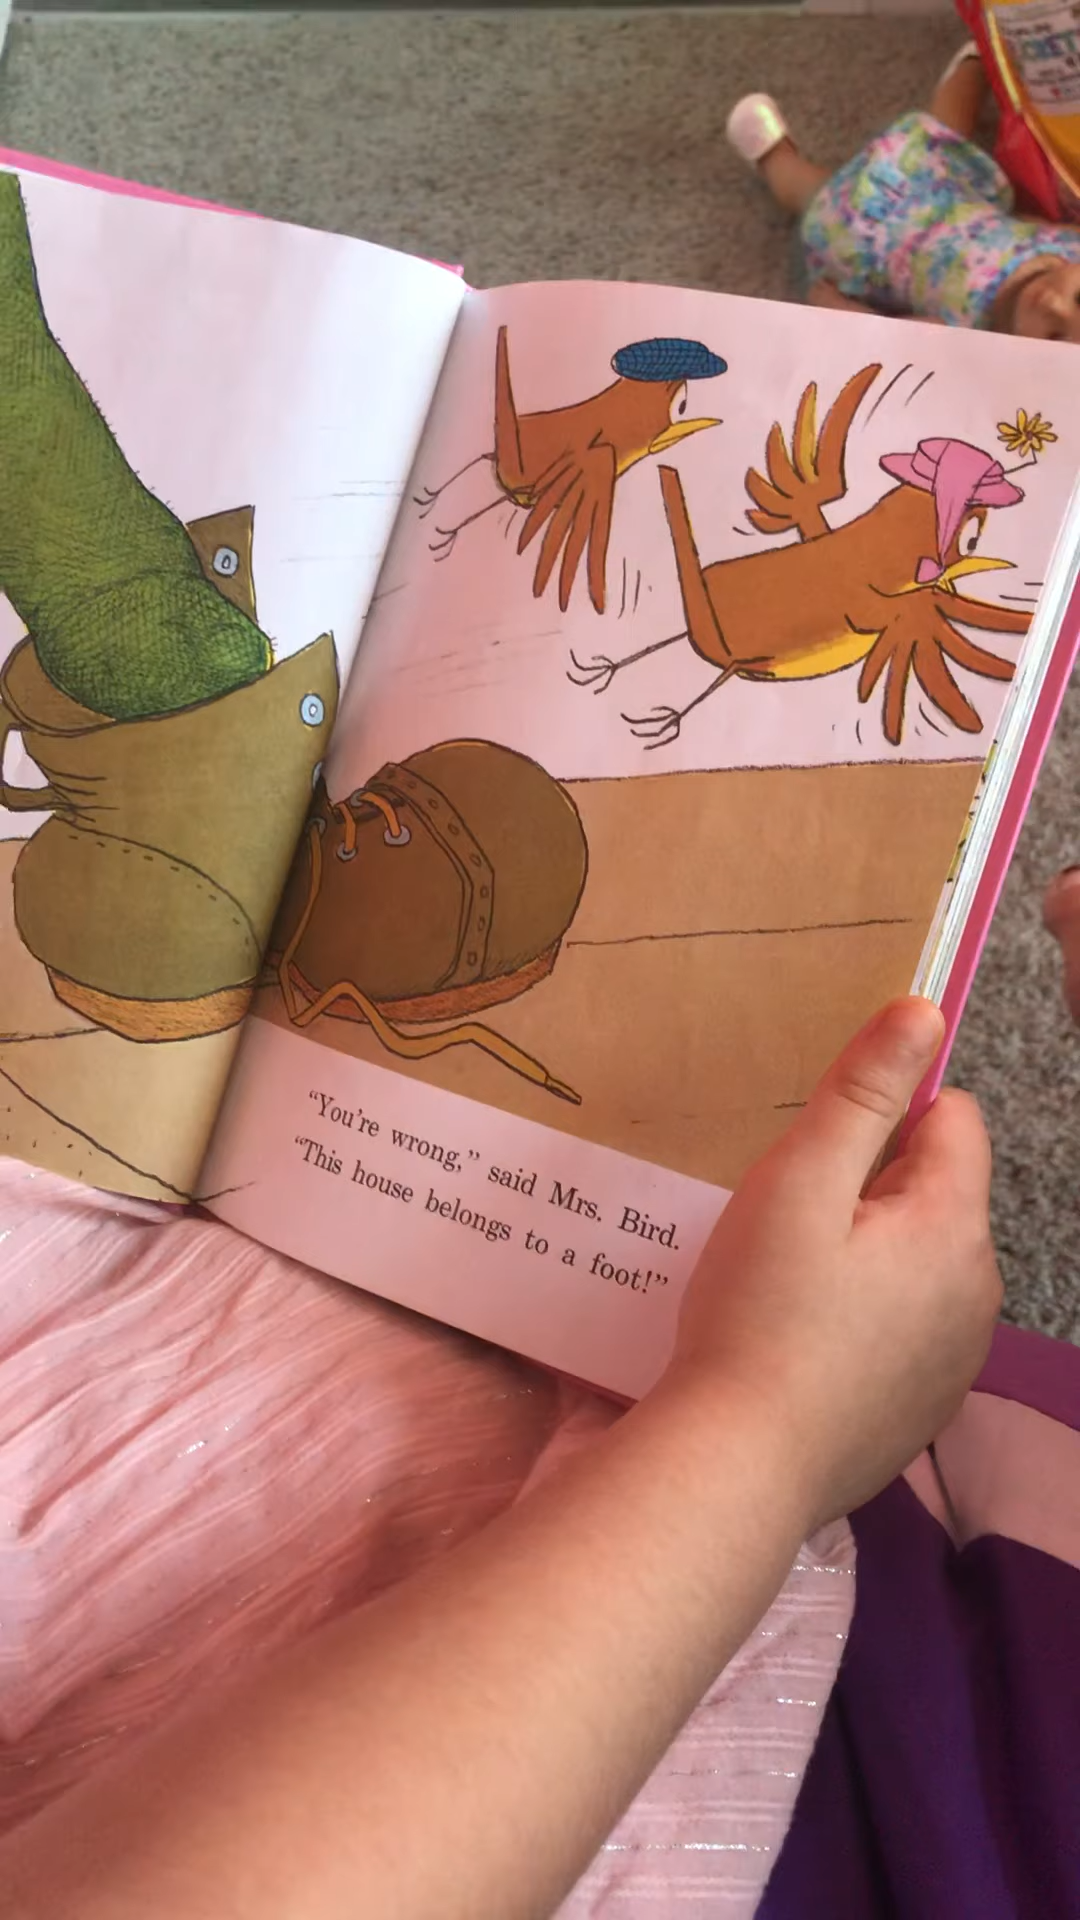 “You’re wrong,” said Mrs. Bird.
“This house belongs to a foot!”